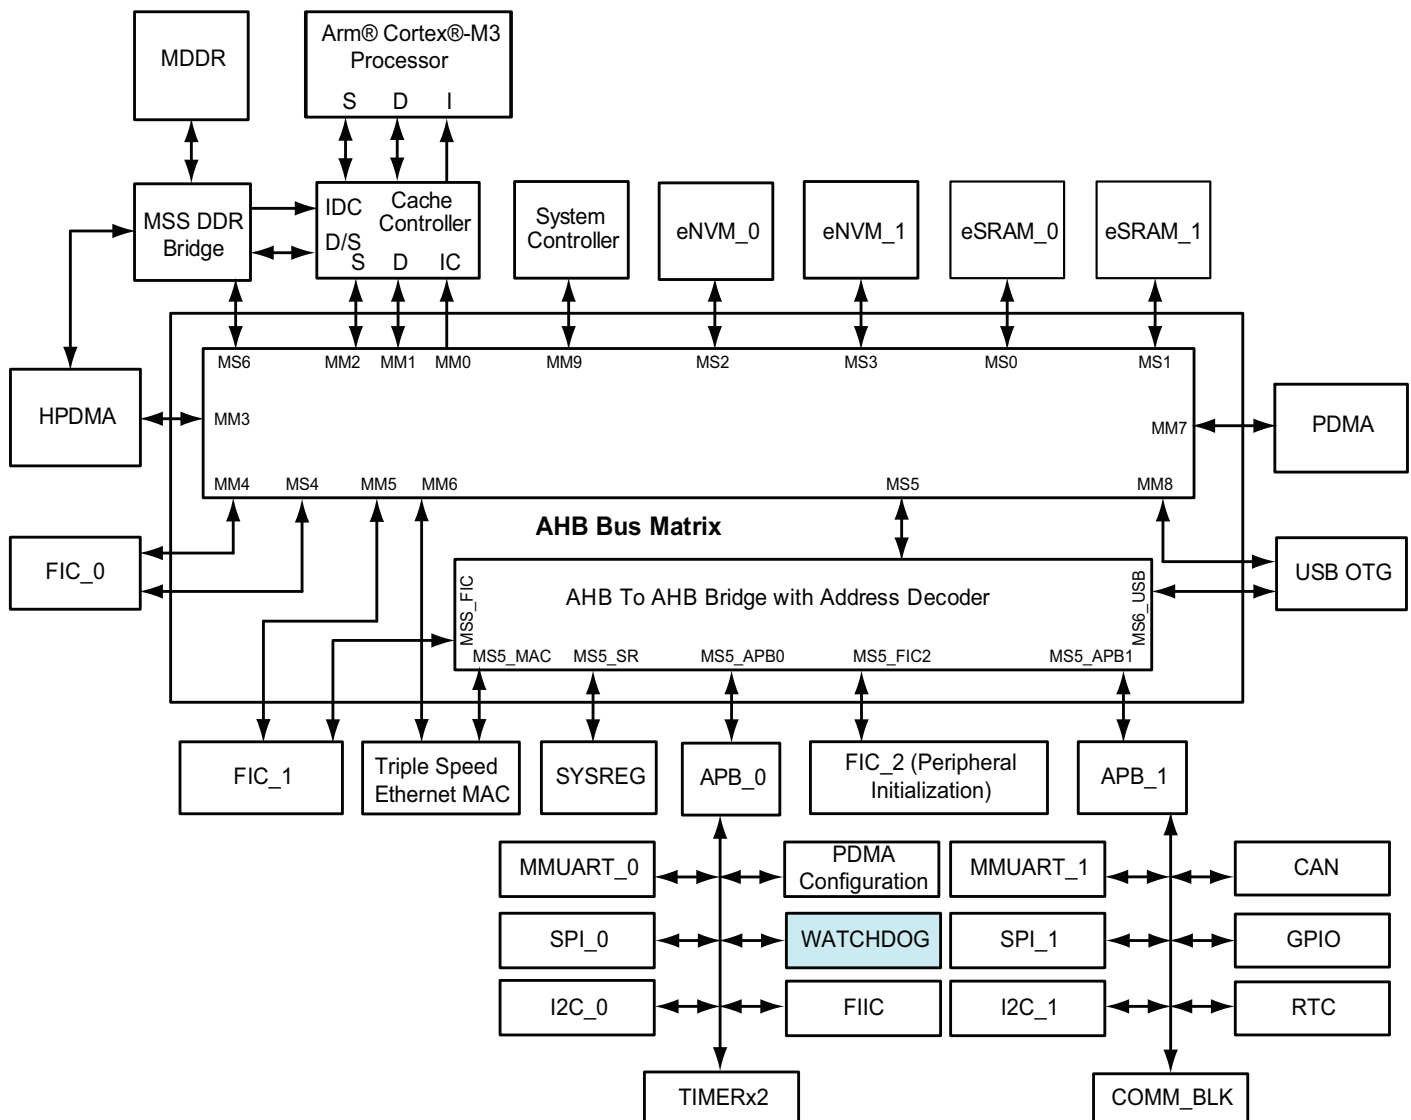 MDDR
Arm® Cortex®-M3
Processor
S D I
MSS DDR
Bridge
IDC
Cache
Controller
D/S
S D IC
System
Controller
eNVM_0
eNVM_1
eSRAM_0
eSRAM_1
MS6 MM2 MM1 MM0 MM9 MS2 MS3 MS0 MS1
HPDMA
MM3
MM7
PDMA
MM4 MS4 MM5 MM6 MS5 MM8
AHB Bus Matrix
FIC_0
USB OTG
MSS_FIC
AHB To AHB Bridge with Address Decoder
MS6_USB
MS5_MAC MS5_SR MS5_APB0 MS5_FIC2 MS5_APB1
FIC_1
Triple Speed
Ethernet MAC
SYSREG
APB_0
FIC_2 (Peripheral
Initialization)
APB_1
MMUART_0
PDMA
Configuration
MMUART_1
CAN
SPI_0
WATCHDOG
SPI_1
GPIO
I2C_0
FIIC
I2C_1
RTC
TIMERx2
COMM_BLK